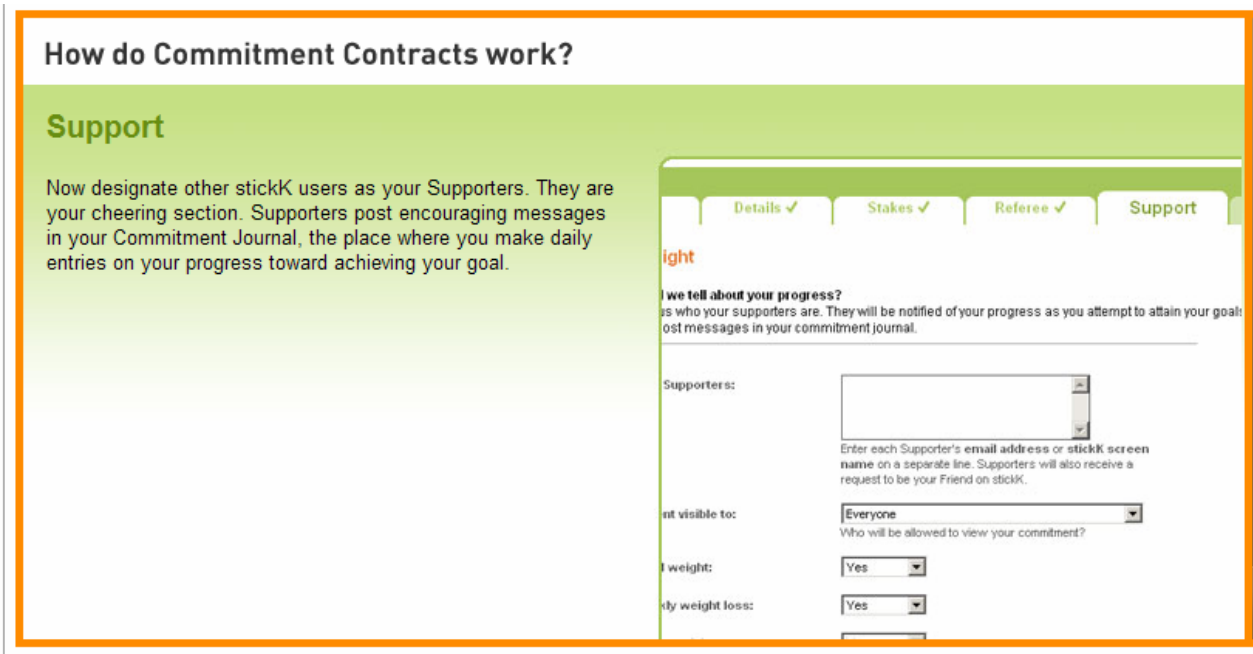 How do Commitment Contracts work?
Support
Now designate other stickK users as your Supporters. They are
your cheering section. Supporters post encouraging messages
in your Commitment Journal, the place where you make daily
entries on your progress toward achieving your goal.
Details ✓ Stakes ✓ Referee ✓ Support
ight
we tell about your progress?
us who your supporters are. They will be notified of your progress as you attempt to attain your goals
ost messages in your commitment journal.
Supporters:
Enter each Supporter's email address or stickK screen
name on a separate line. Supporters will also receive a
request to be your Friend on stickK.
nt visible to: Everyone
Who will be allowed to view your commitment?
weight: Yes
kly weight loss: Yes